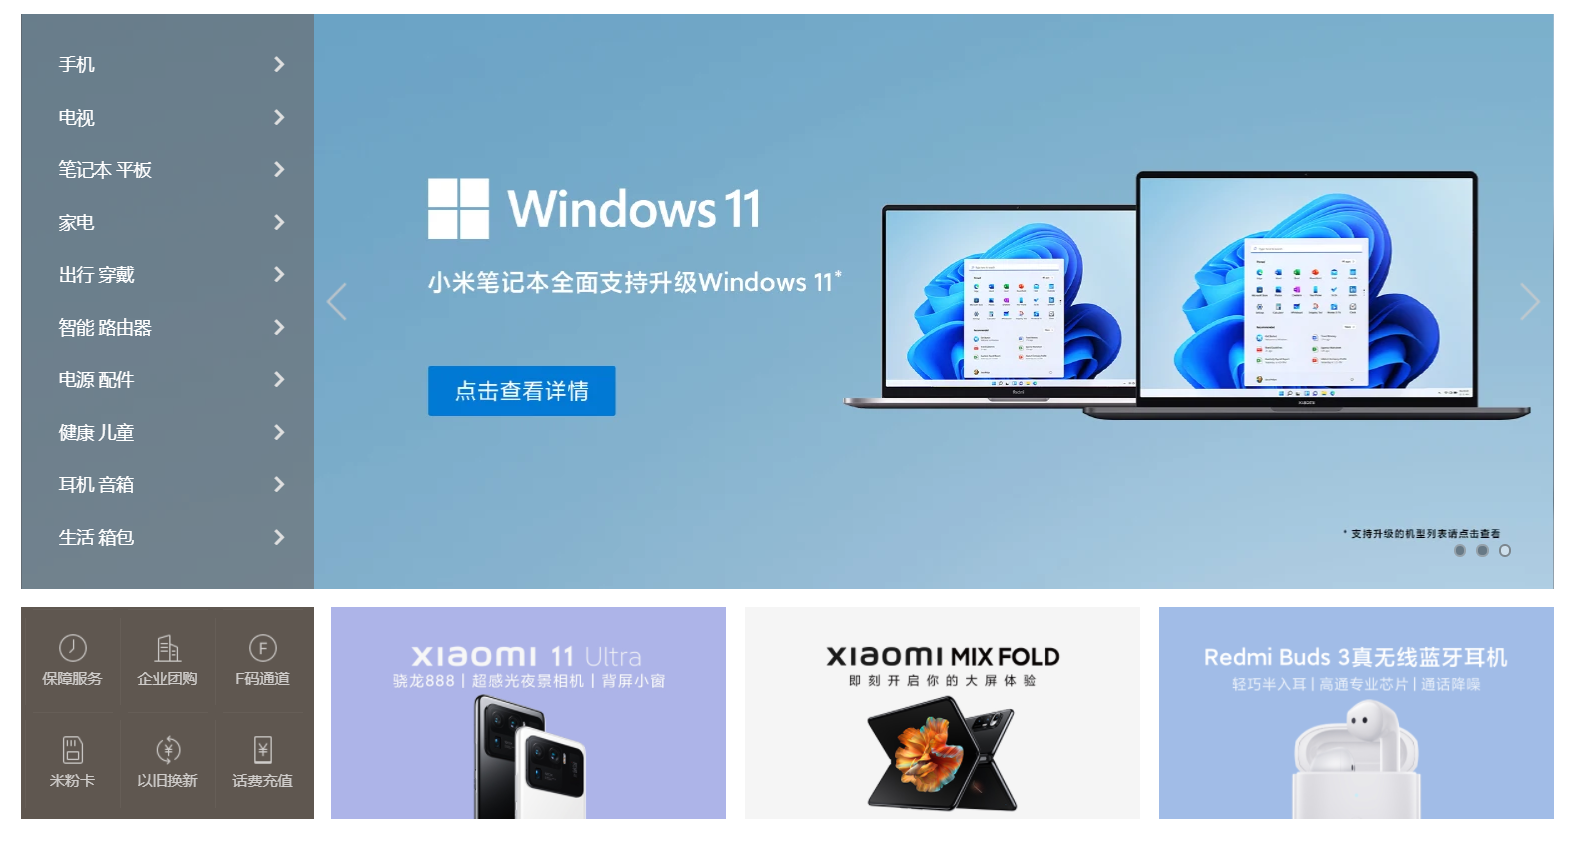 手机
电视
笔记本 平板
家电
出行 穿戴
智能 路由器
电源 配件
健康 儿童
耳机 音箱
生活 箱包
Windows 11
小米笔记本全面支持升级Windows 11*
点击查看详情
* 支持升级的机型列表请点击查看
保障服务
企业团购
F码通道
米粉卡
以旧换新
话费充值
xiaomi 11 Ultra
骁龙888 | 超感光夜景相机 | 背屏小窗
xiaomi MIX FOLD
即刻开启你的大屏体验
Redmi Buds 3真无线蓝牙耳机
轻巧半入耳 | 高通专业芯片 | 通话降噪